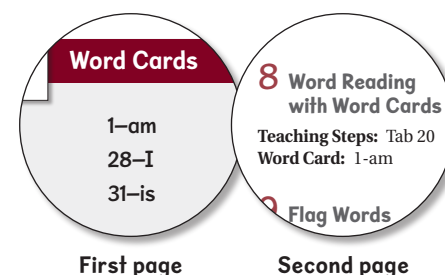 Word Cards
1–am
28–I
31–is
8 Word Reading
with Word Cards
Teaching Steps: Tab 20
Word Card: 1-am
9 Flag Words
First page
Second page